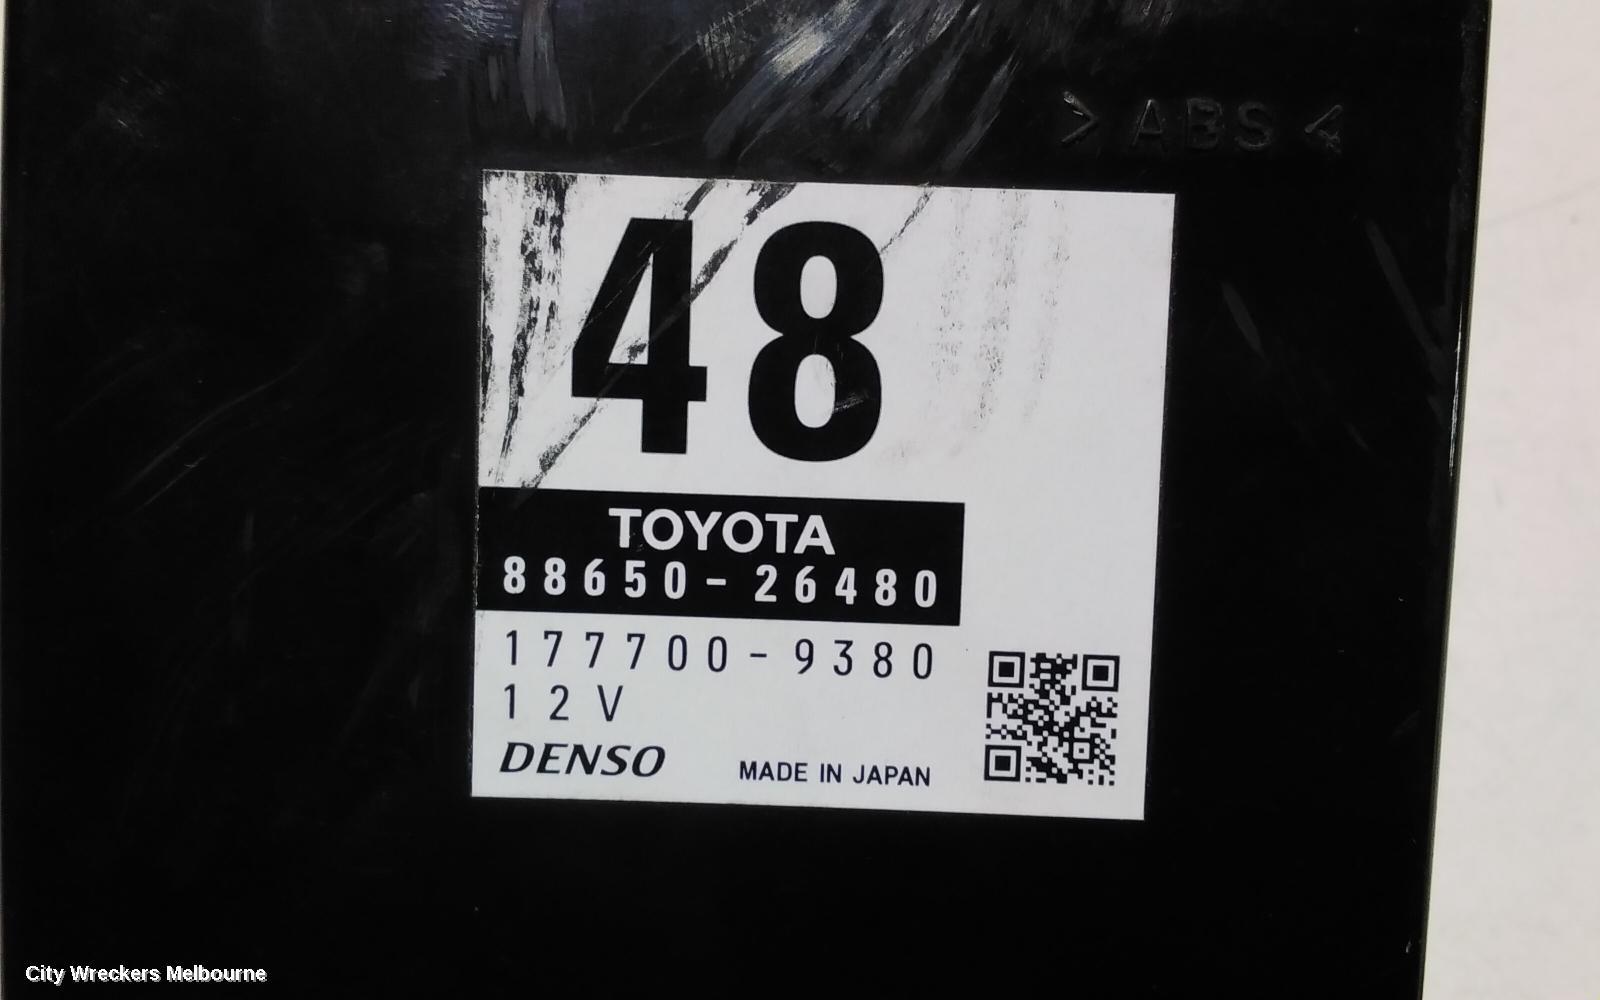 >ABS<
48
TOYOTA
88650-26480
177700-9380
12V
DENSO
MADE IN JAPAN
City Wreckers Melbourne